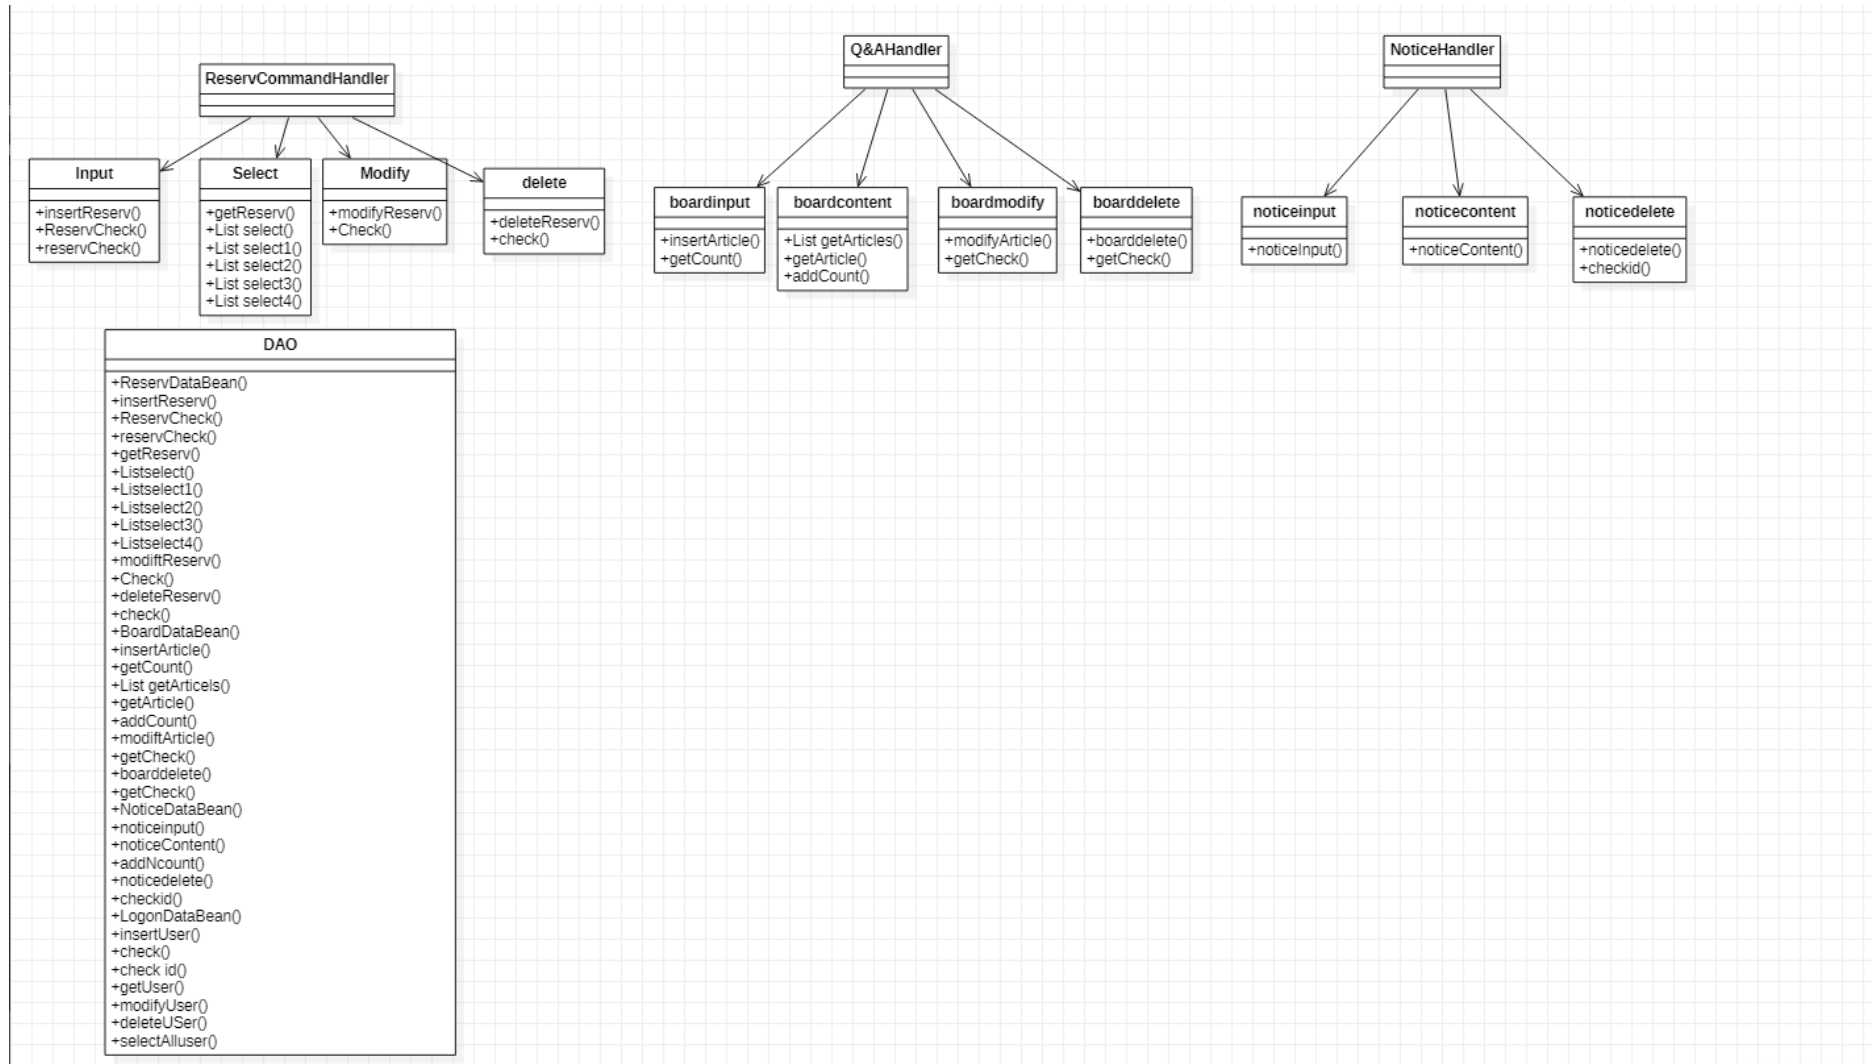 ReservCommandHandler
Input
+insertReserv()
+ReservCheck()
+reservCheck()
Select
+getReserv()
+List select()
+List select1()
+List select2()
+List select3()
+List select4()
Modify
+modifyReserv()
+Check()
delete
+deleteReserv()
+check()
Q&AHandler
boardinput
+insertArticle()
+getCount()
boardcontent
+List getArticles()
+getArticle()
+addCount()
boardmodify
+modifyArticle()
+getCheck()
boarddelete
+boarddelete()
+getCheck()
NoticeHandler
noticeinput
+noticeInput()
noticecontent
+noticeContent()
noticedelete
+noticedelete()
+checkid()
DAO
+ReservDataBean()
+insertReserv()
+ReservCheck()
+reservCheck()
+getReserv()
+Listselect()
+Listselect1()
+Listselect2()
+Listselect3()
+Listselect4()
+modiftReserv()
+Check()
+deleteReserv()
+check()
+BoardDataBean()
+insertArticle()
+getCount()
+List getArticels()
+getArticle()
+addCount()
+modiftArticle()
+getCheck()
+boarddelete()
+getCheck()
+NoticeDataBean()
+noticeinput()
+noticeContent()
+addNcount()
+noticedelete()
+checkid()
+LogonDataBean()
+insertUser()
+check()
+check id()
+getUser()
+modifyUser()
+deleteUSer()
+selectAlluser()